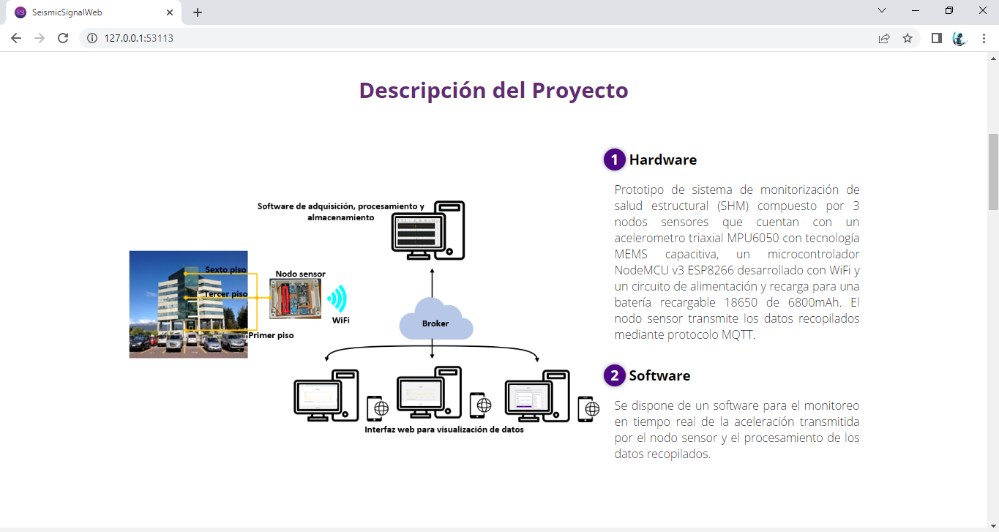 SeismicSignalWeb
127.0.0.1:53113
Descripción del Proyecto
Software de adquisición, procesamiento y
almacenamiento
Sexto piso
Nodo sensor
Tercer piso
WiFi
Primer piso
Broker
Interfaz web para visualización de datos
1 Hardware
Prototipo de sistema de monitorización de
salud estructural (SHM) compuesto por 3
nodos sensores que cuentan con un
acelerometro triaxial MPU6050 con tecnología
MEMS capacitiva, un microcontrolador
NodeMCU v3 ESP8266 desarrollado con WiFi y
un circuito de alimentación y recarga para una
batería recargable 18650 de 6800mAh. El
nodo sensor transmite los datos recopilados
mediante protocolo MQTT.
2 Software
Se dispone de un software para el monitoreo
en tiempo real de la aceleración transmitida
por el nodo sensor y el procesamiento de los
datos recopilados.